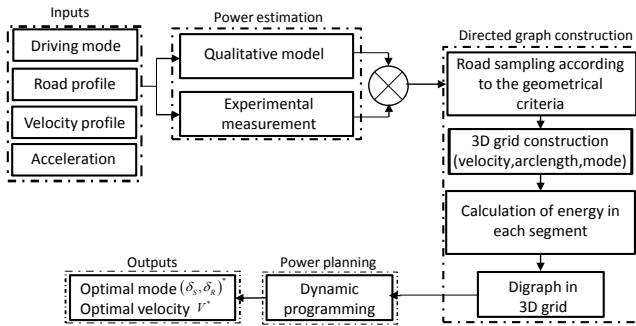 Inputs
Driving mode
Road profile
Velocity profile
Acceleration
Power estimation
Qualitative model
Experimental
measurement
Directed graph construction
Road sampling according
to the geometrical
criteria
3D grid construction
(velocity,arclength,mode)
Calculation of energy in
each segment
Digraph in
3D grid
Power planning
Dynamic
programming
Outputs
Optimal mode (δ_S, δ_R)*
Optimal velocity V*